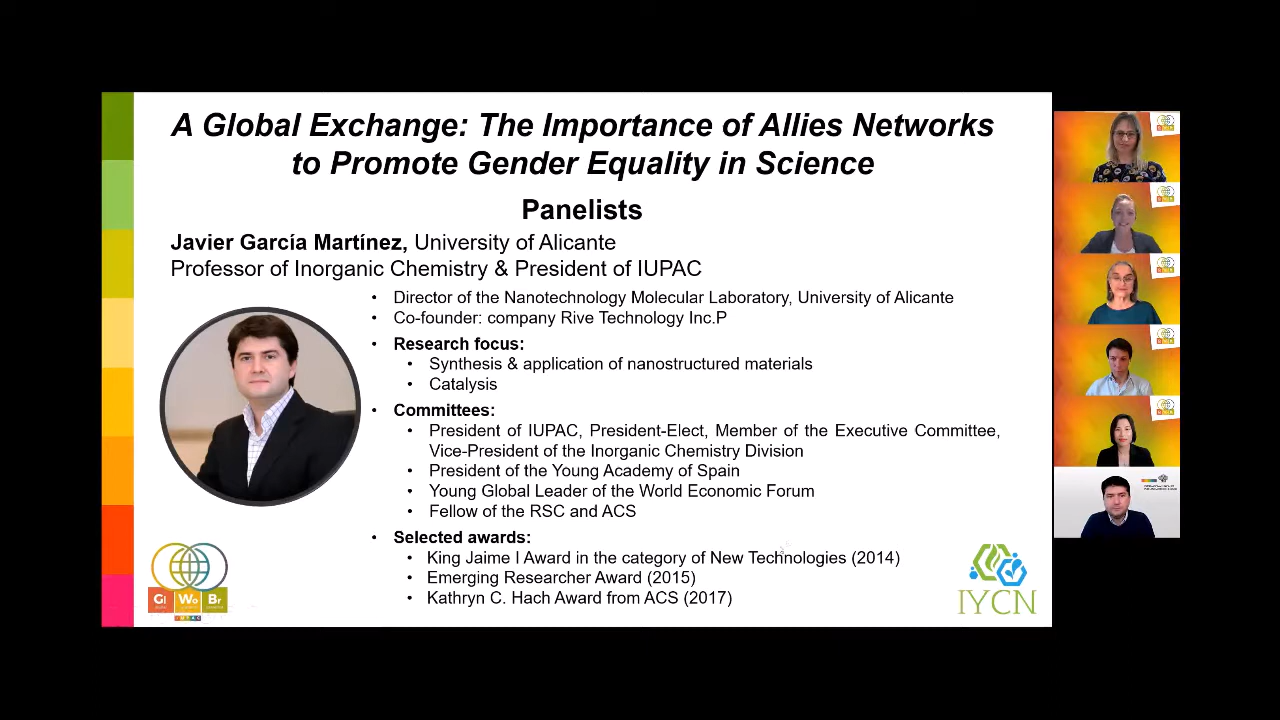 A Global Exchange: The Importance of Allies Networks
to Promote Gender Equality in Science
Panelists
Javier García Martínez, University of Alicante
Professor of Inorganic Chemistry & President of IUPAC
• Director of the Nanotechnology Molecular Laboratory, University of Alicante
• Co-founder: company Rive Technology Inc.P
• Research focus:
• Synthesis & application of nanostructured materials
• Catalysis
• Committees:
• President of IUPAC, President-Elect, Member of the Executive Committee,
Vice-President of the Inorganic Chemistry Division
• President of the Young Academy of Spain
• Young Global Leader of the World Economic Forum
• Fellow of the RSC and ACS
• Selected awards:
• King Jaime I Award in the category of New Technologies (2014)
• Emerging Researcher Award (2015)
• Kathryn C. Hach Award from ACS (2017)
Gl Wo Br
IUPAC
IYCN